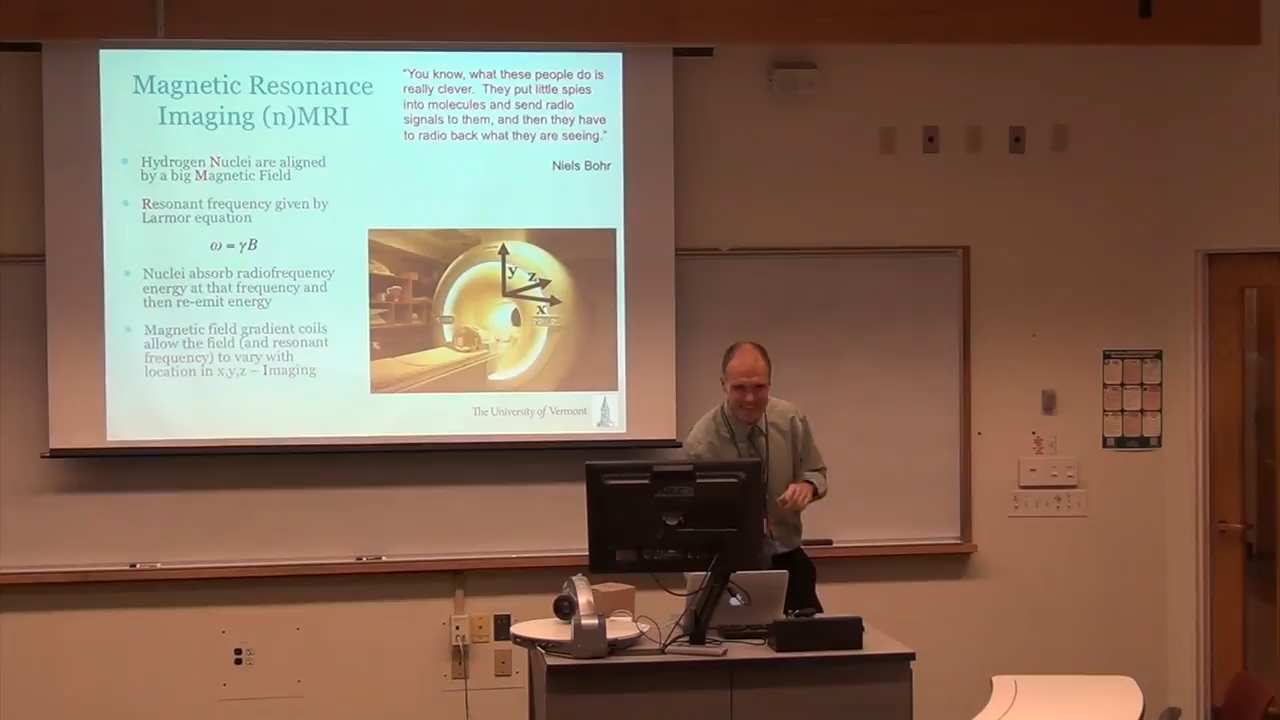 Magnetic Resonance
Imaging (n)MRI
"You know, what these people do is
really clever. They put little spies
into molecules and send radio
signals to them, and then they have
to radio back what they are seeing."
Niels Bohr
Hydrogen Nuclei are aligned
by a big Magnetic Field
Resonant frequency given by
Larmor equation
ω = γB
Nuclei absorb radiofrequency
energy at that frequency and
then re-emit energy
Magnetic field gradient coils
allow the field (and resonant
frequency) to vary with
location in x,y,z – Imaging
y
z
x
The University of Vermont
NEC